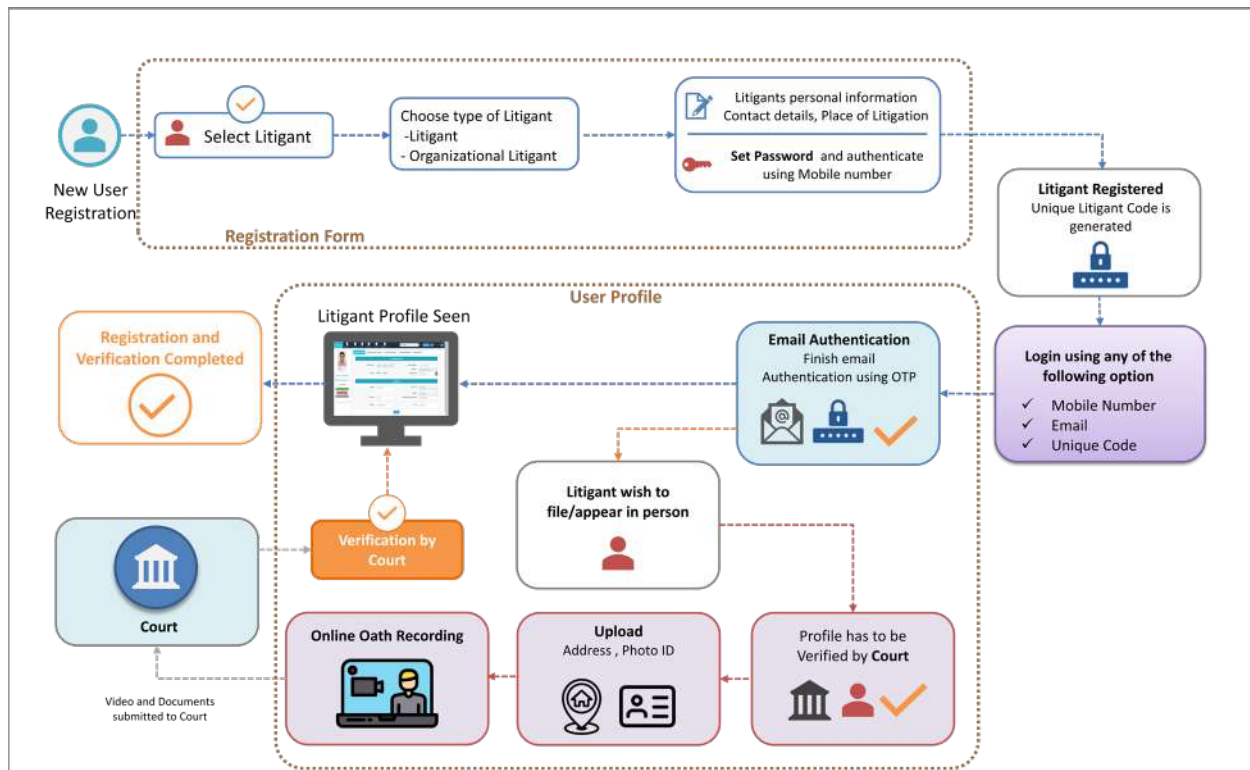 New User
Registration
Select Litigant
Choose type of Litigant
-Litigant
- Organizational Litigant
Litigants personal information
Contact details, Place of Litigation
Set Password and authenticate
using Mobile number
Registration Form
Litigant Registered
Unique Litigant Code is
generated
User Profile
Registration and
Verification Completed
Litigant Profile Seen
Email Authentication
Finish email
Authentication using OTP
Login using any of the
following option
✓ Mobile Number
✓ Email
✓ Unique Code
Litigant wish to
file/appear in person
Verification by
Court
Court
Online Oath Recording
Upload
Address , Photo ID
Profile has to be
Verified by Court
Video and Documents
submitted to Court